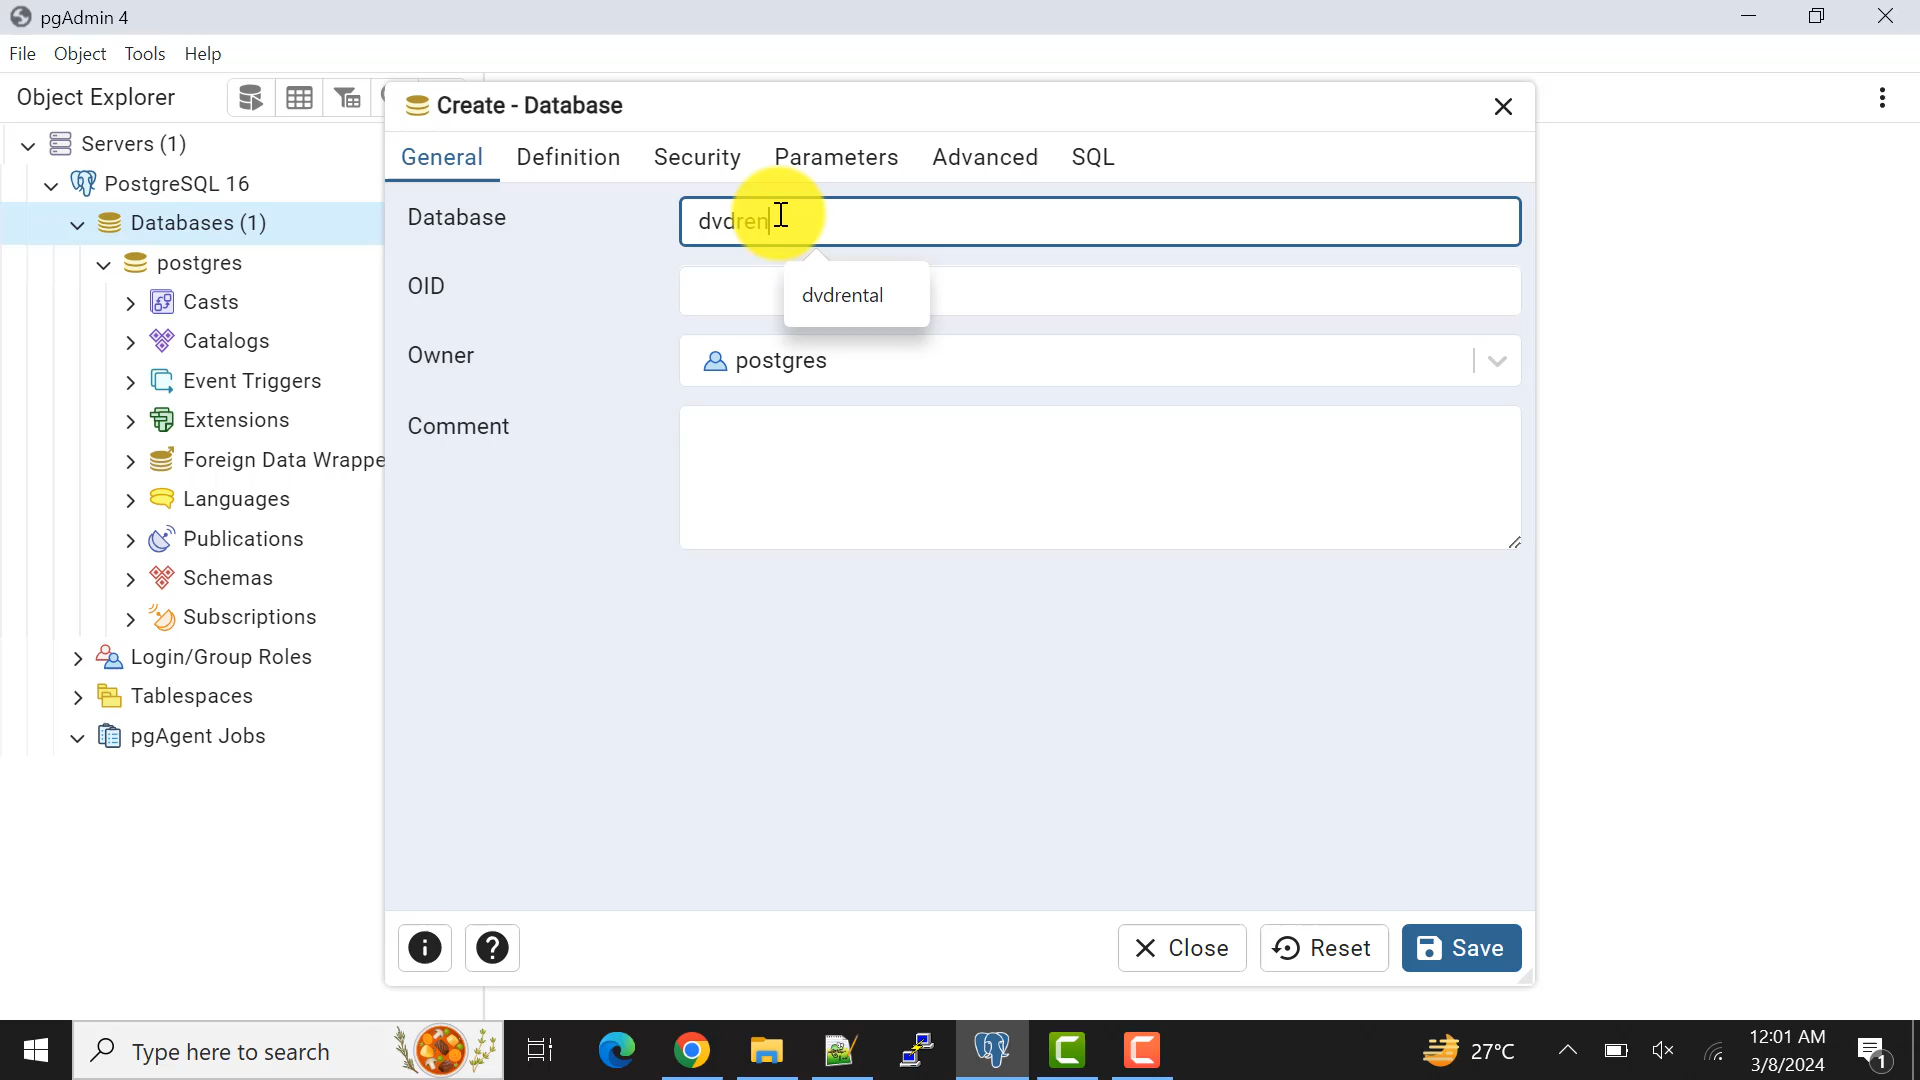 pgAdmin 4
File Object Tools Help
Object Explorer
Servers (1)
PostgreSQL 16
Databases (1)
postgres
Casts
Catalogs
Event Triggers
Extensions
Foreign Data Wrappe
Languages
Publications
Schemas
Subscriptions
Login/Group Roles
Tablespaces
pgAgent Jobs
Create - Database
General Definition Security Parameters Advanced SQL
Database
dvdren
dvdrental
OID
Owner
postgres
Comment
Close Reset Save
Type here to search
27°C
12:01 AM
3/8/2024
1